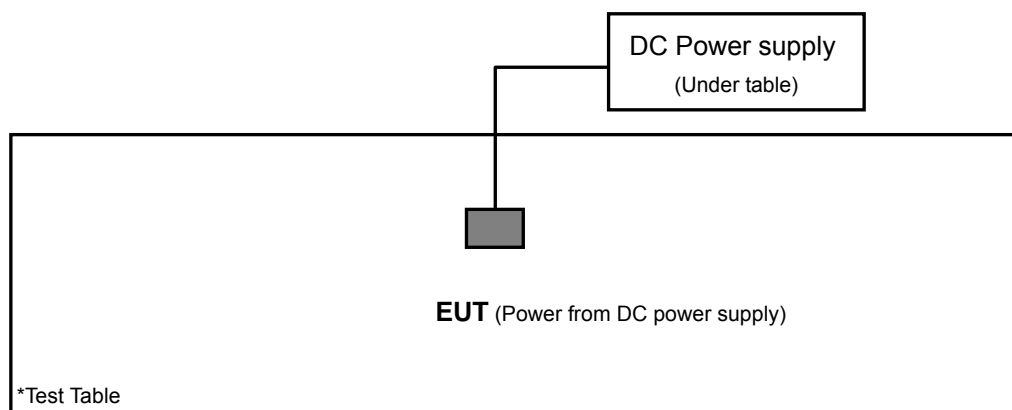 DC Power supply
(Under table)
EUT (Power from DC power supply)
*Test Table